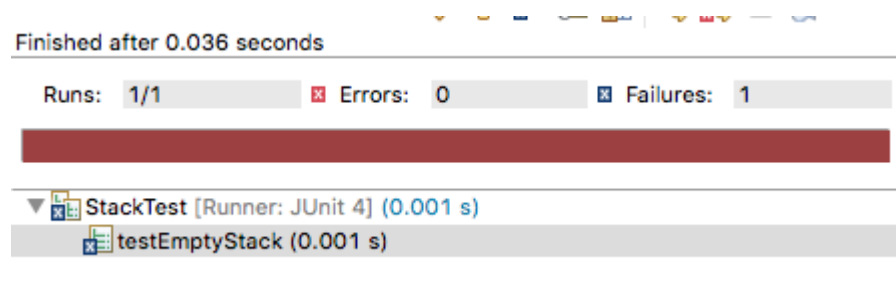 Finished after 0.036 seconds
Runs: 1/1 Errors: 0 Failures: 1
StackTest [Runner: JUnit 4] (0.001 s)
testEmptyStack (0.001 s)